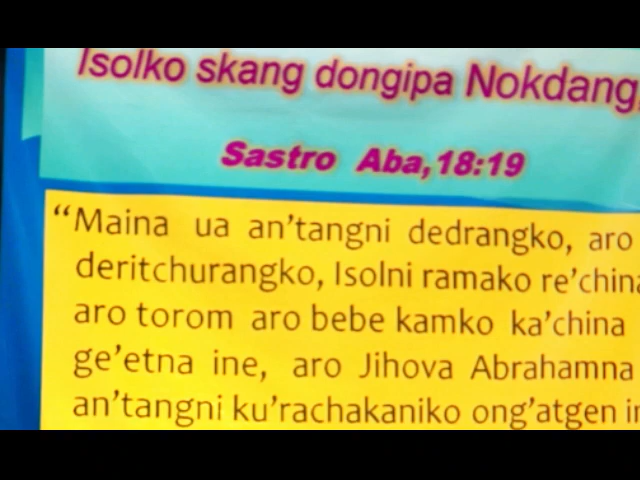 Isolko skang dongipa Nokdang
Sastro Aba, 18:19
“Maina ua an’tangni dedrangko, aro
deritchurangko, Isolni ramako re’china
aro torom aro bebe kamko ka’china
ge’etna ine, aro Jihova Abrahamna
an’tangni ku’rachakaniko ong’atgen